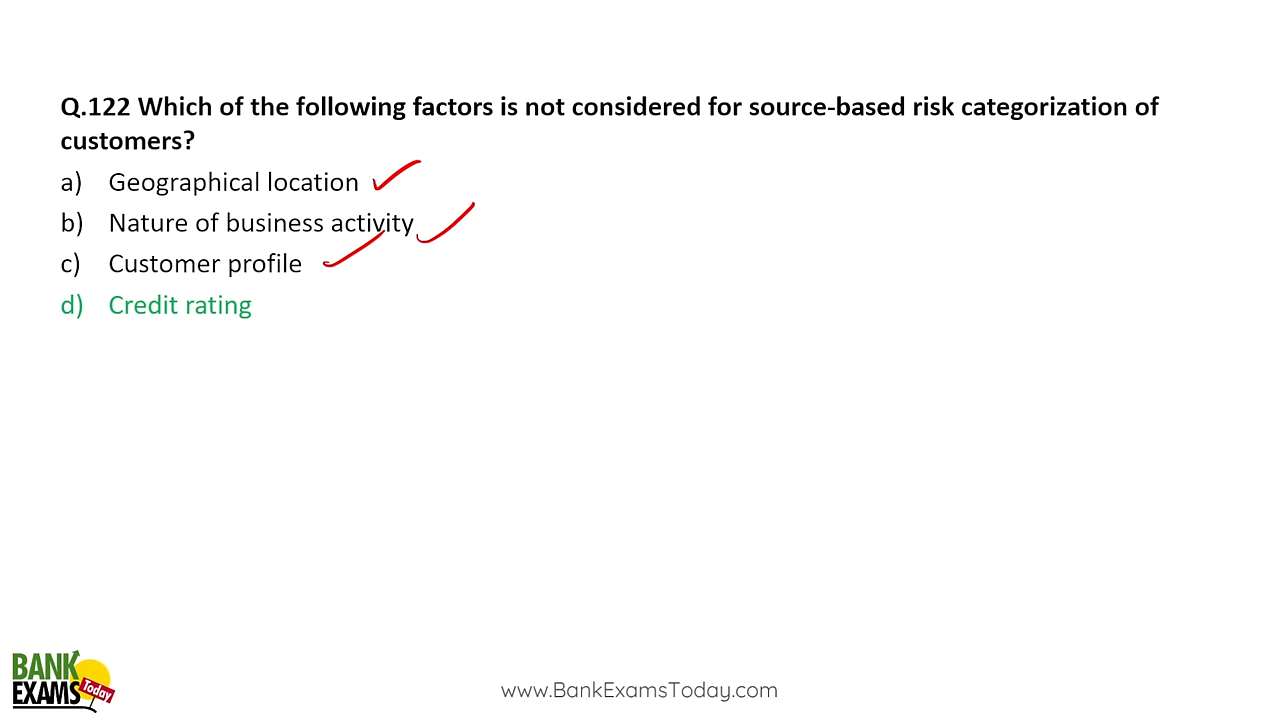 Q.122 Which of the following factors is not considered for source-based risk categorization of
customers?
a) Geographical location
b) Nature of business activity
c) Customer profile
d) Credit rating
BANK
EXAMS
Today
www.BankExamsToday.com